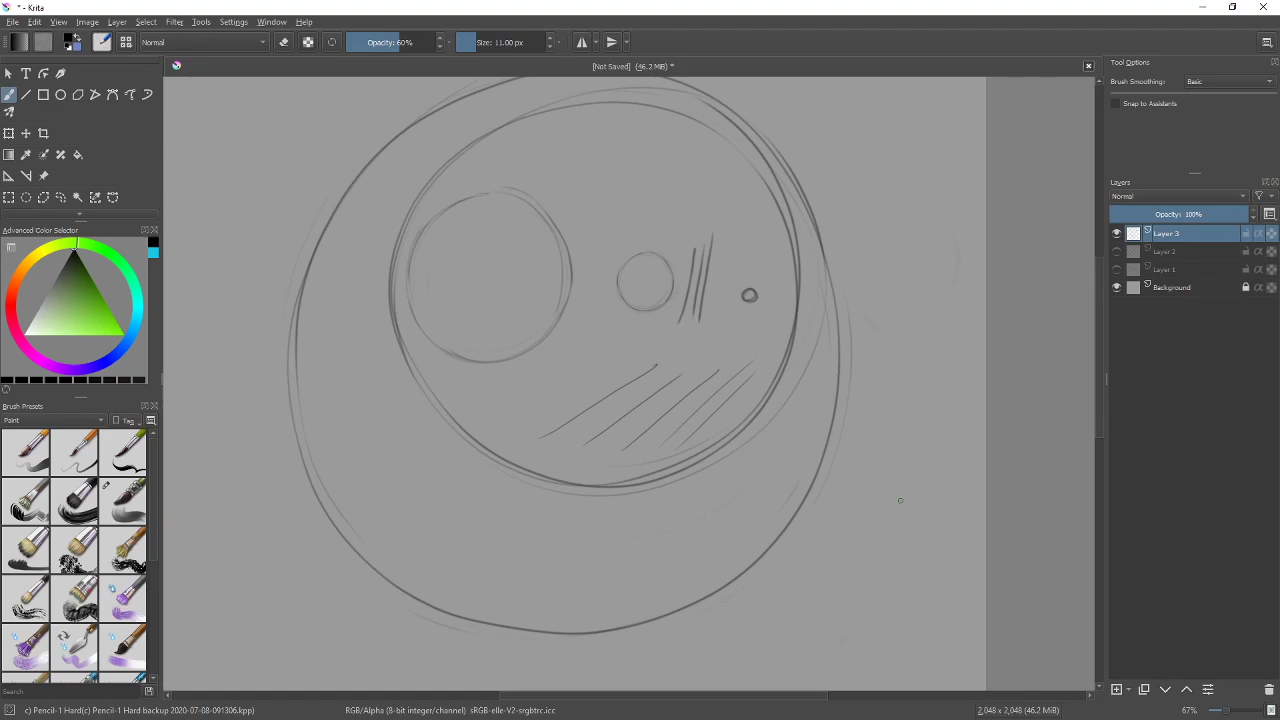 * - Krita
File Edit View Image Layer Select Filter Tools Settings Window Help
Normal Opacity: 60% Size: 11.00 px
[Not Saved] (46.2 MiB) *
Tool Options
Brush Smoothing: Basic
Snap to Assistants
Layers
Normal
Opacity: 100%
Layer 3
Layer 2
Layer 1
Background
Advanced Color Selector
Brush Presets
Paint Tag
Search
c) Pencil-1 Hard(c) Pencil-1 Hard backup 2020-07-08-091306.kpp) RGB/Alpha (8-bit integer/channel) sRGB-elle-V2-srgbtrc.icc 2,048 x 2,048 (46.2 MiB) 67%